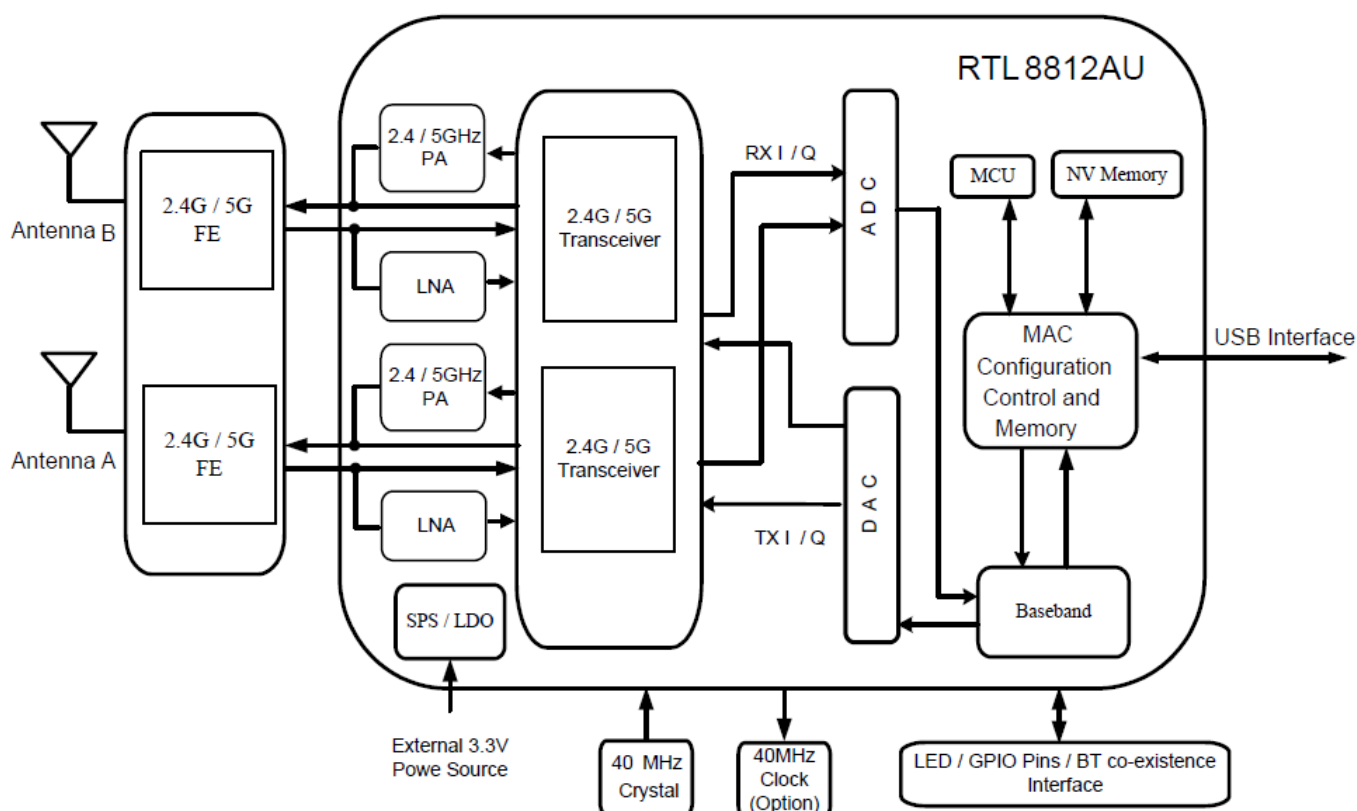 RTL8812AU
2.4 / 5GHz
PA
2.4G / 5G
FE
Antenna B
LNA
2.4G / 5G
Transceiver
RX I / Q
ADC
MCU
NV Memory
MAC
Configuration
Control and
Memory
USB Interface
2.4 / 5GHz
PA
2.4G / 5G
FE
Antenna A
LNA
2.4G / 5G
Transceiver
DAC
TX I / Q
Baseband
SPS / LDO
External 3.3V
Powe Source
40 MHz
Crystal
40MHz
Clock
(Option)
LED / GPIO Pins / BT co-existence
Interface